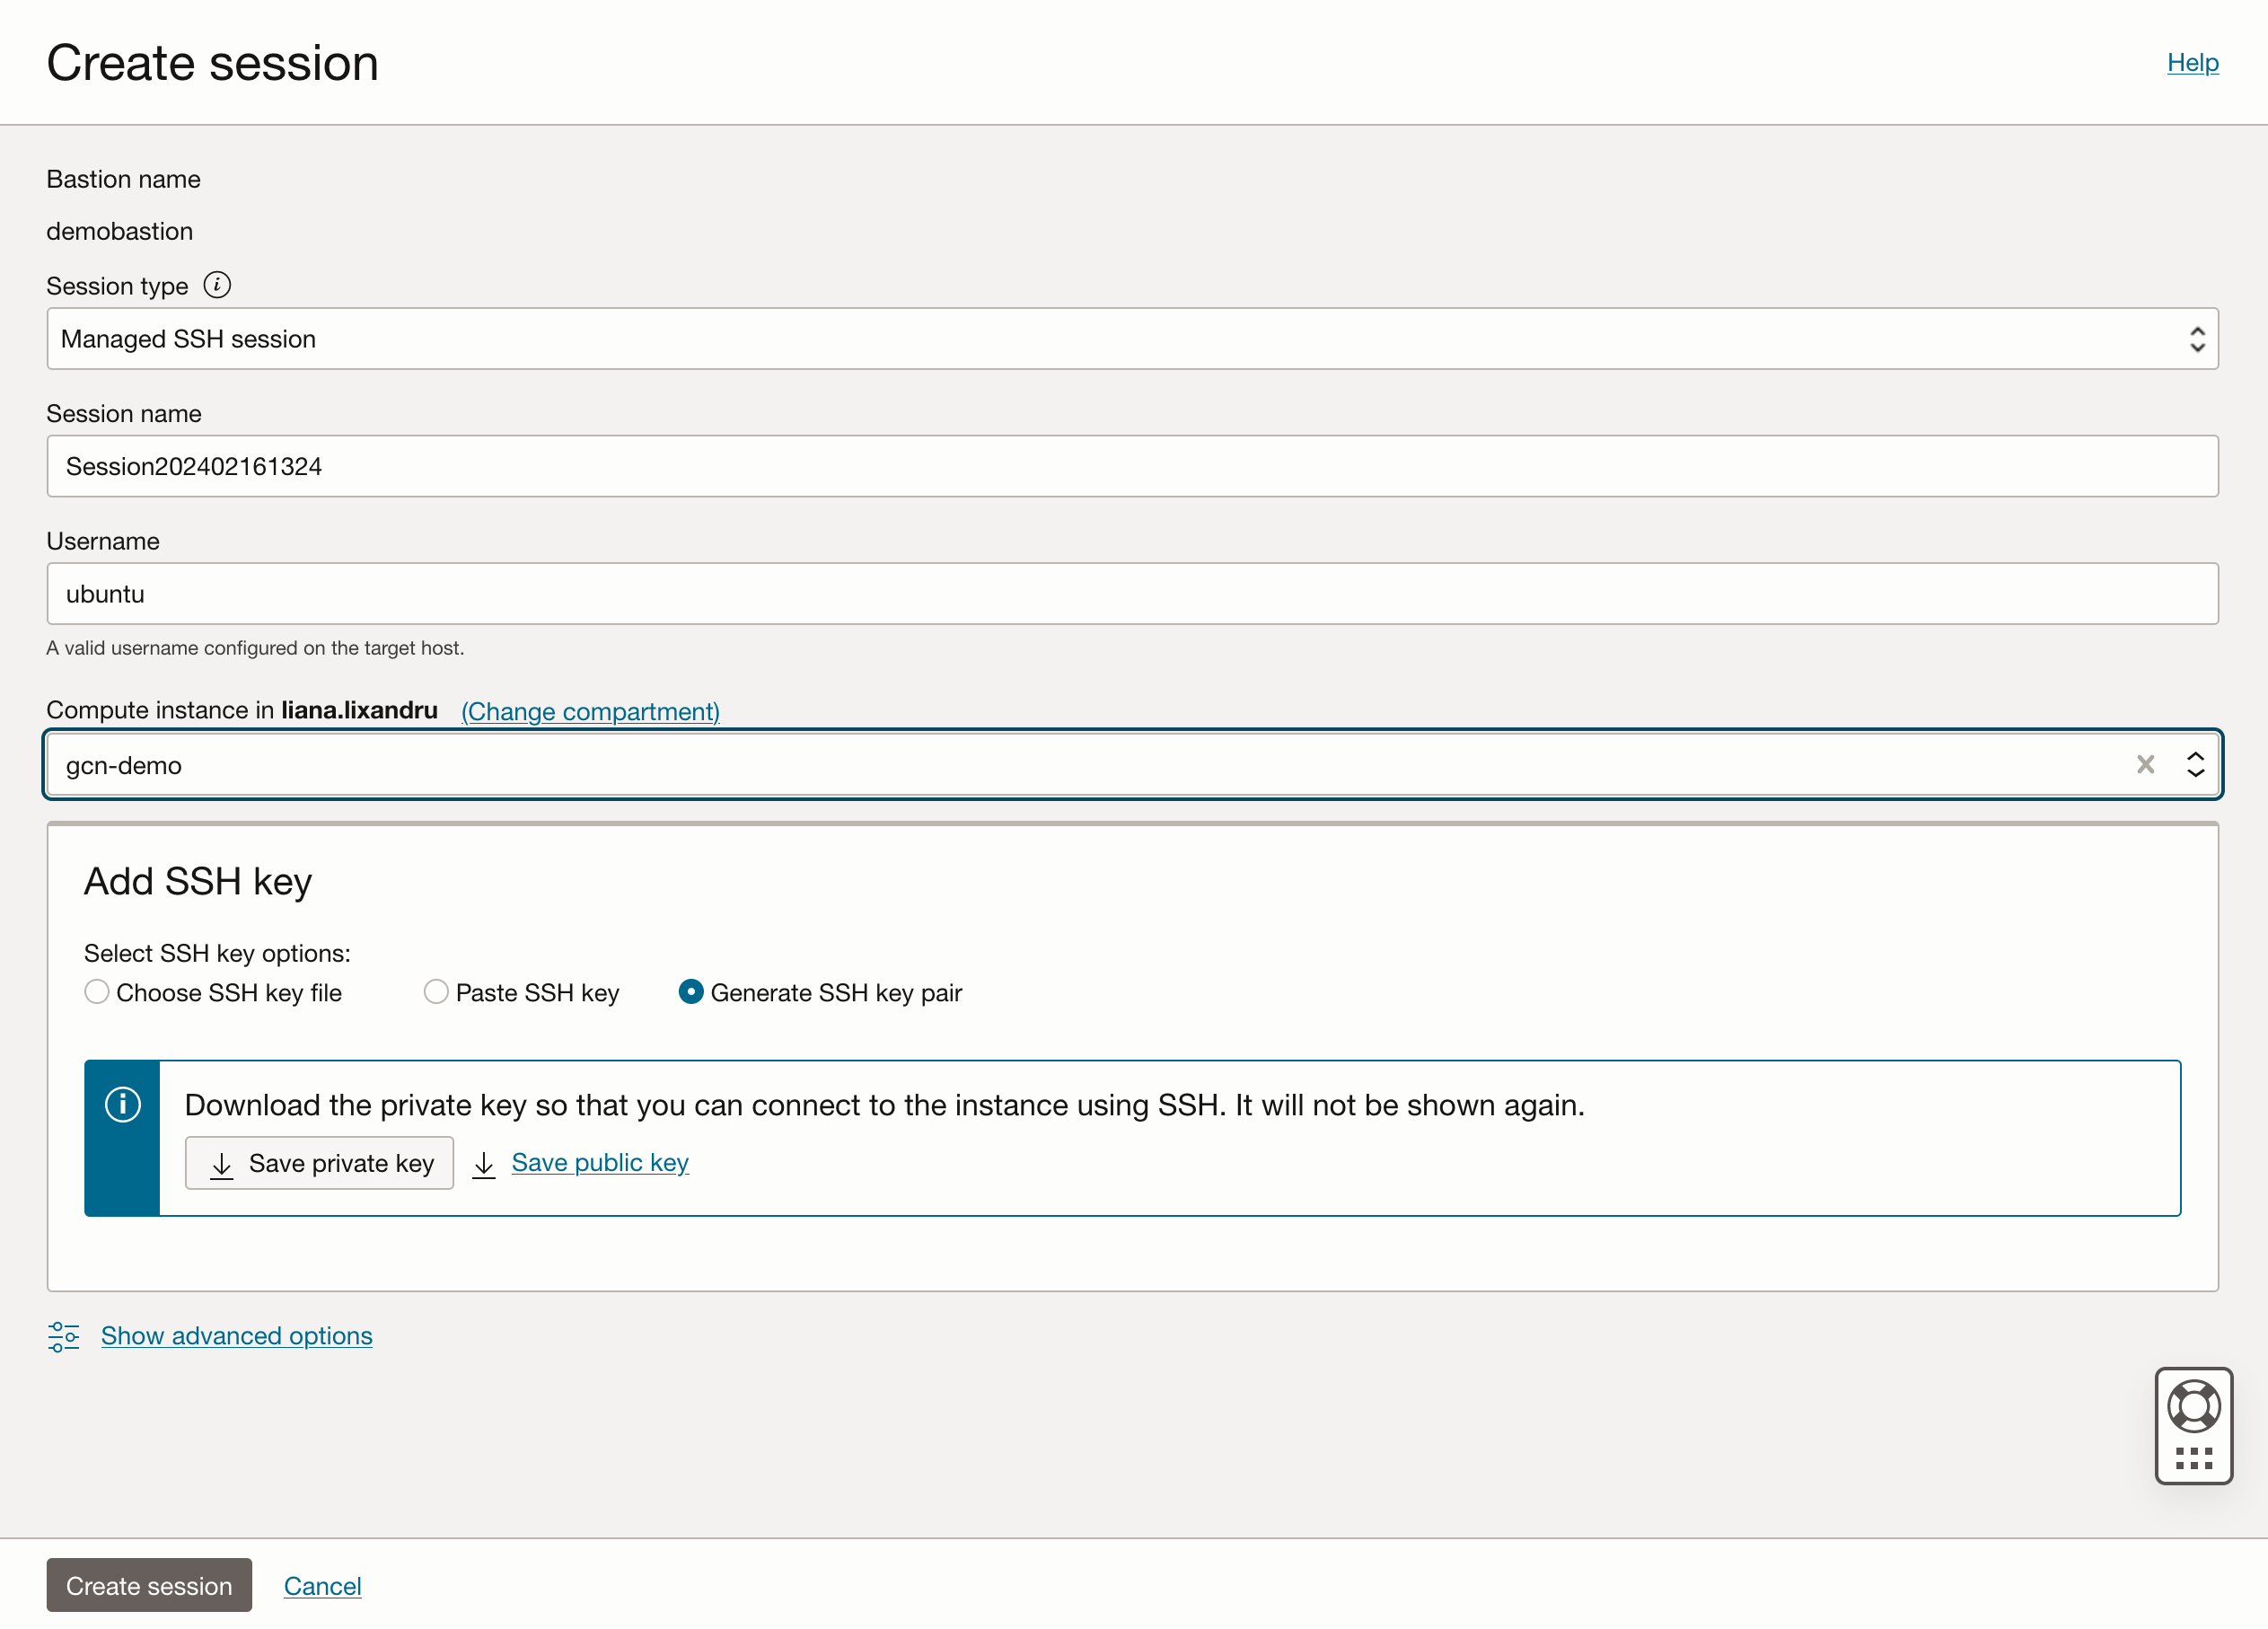 Create session
Help
Bastion name
demobastion
Session type
Managed SSH session
Session name
Session202402161324
Username
ubuntu
A valid username configured on the target host.
Compute instance in liana.lixandru (Change compartment)
gcn-demo
Add SSH key
Select SSH key options:
Choose SSH key file Paste SSH key Generate SSH key pair
Download the private key so that you can connect to the instance using SSH. It will not be shown again.
Save private key Save public key
Show advanced options
Create session Cancel